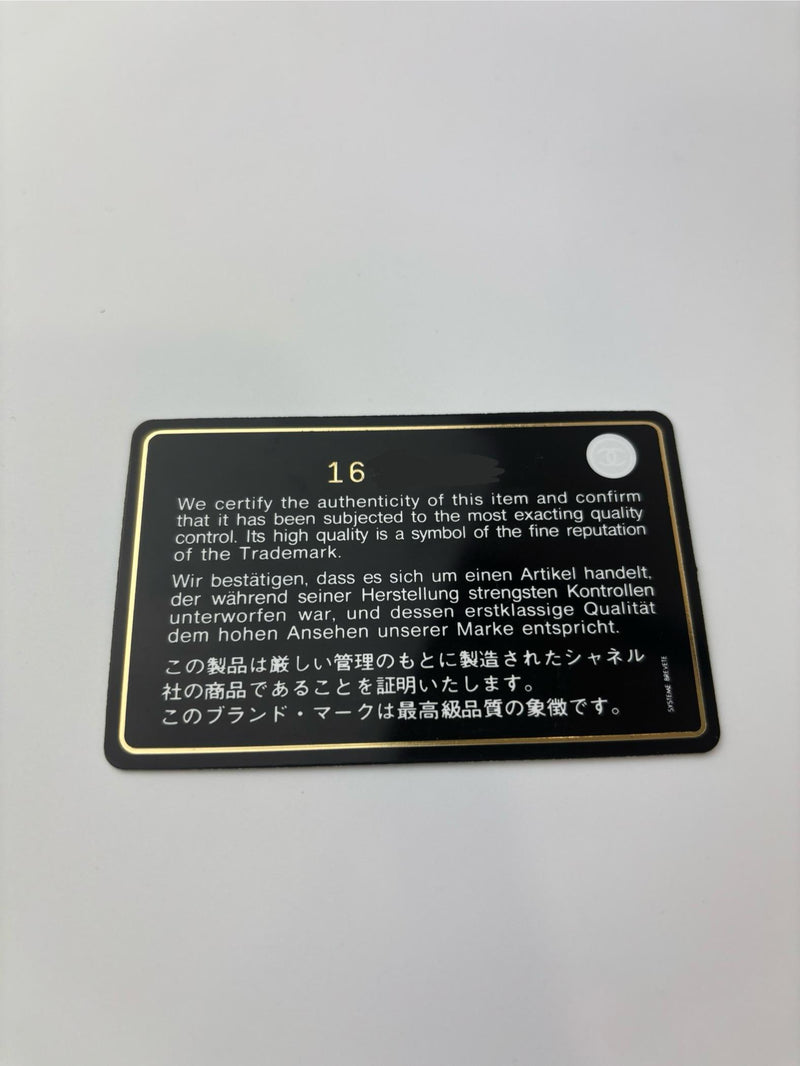 16
We certify the authenticity of this item and confirm
that it has been subjected to the most exacting quality
control. Its high quality is a symbol of the fine reputation
of the Trademark.
Wir bestätigen, dass es sich um einen Artikel handelt,
der während seiner Herstellung strengsten Kontrollen
unterworfen war, und dessen erstklassige Qualität
dem hohen Ansehen unserer Marke entspricht.
この製品は厳しい管理のもとに製造されたシャネル
社の商品であることを証明いたします。
このブランド・マークは最高級品質の象徴です。
SYSTEME BREVETE